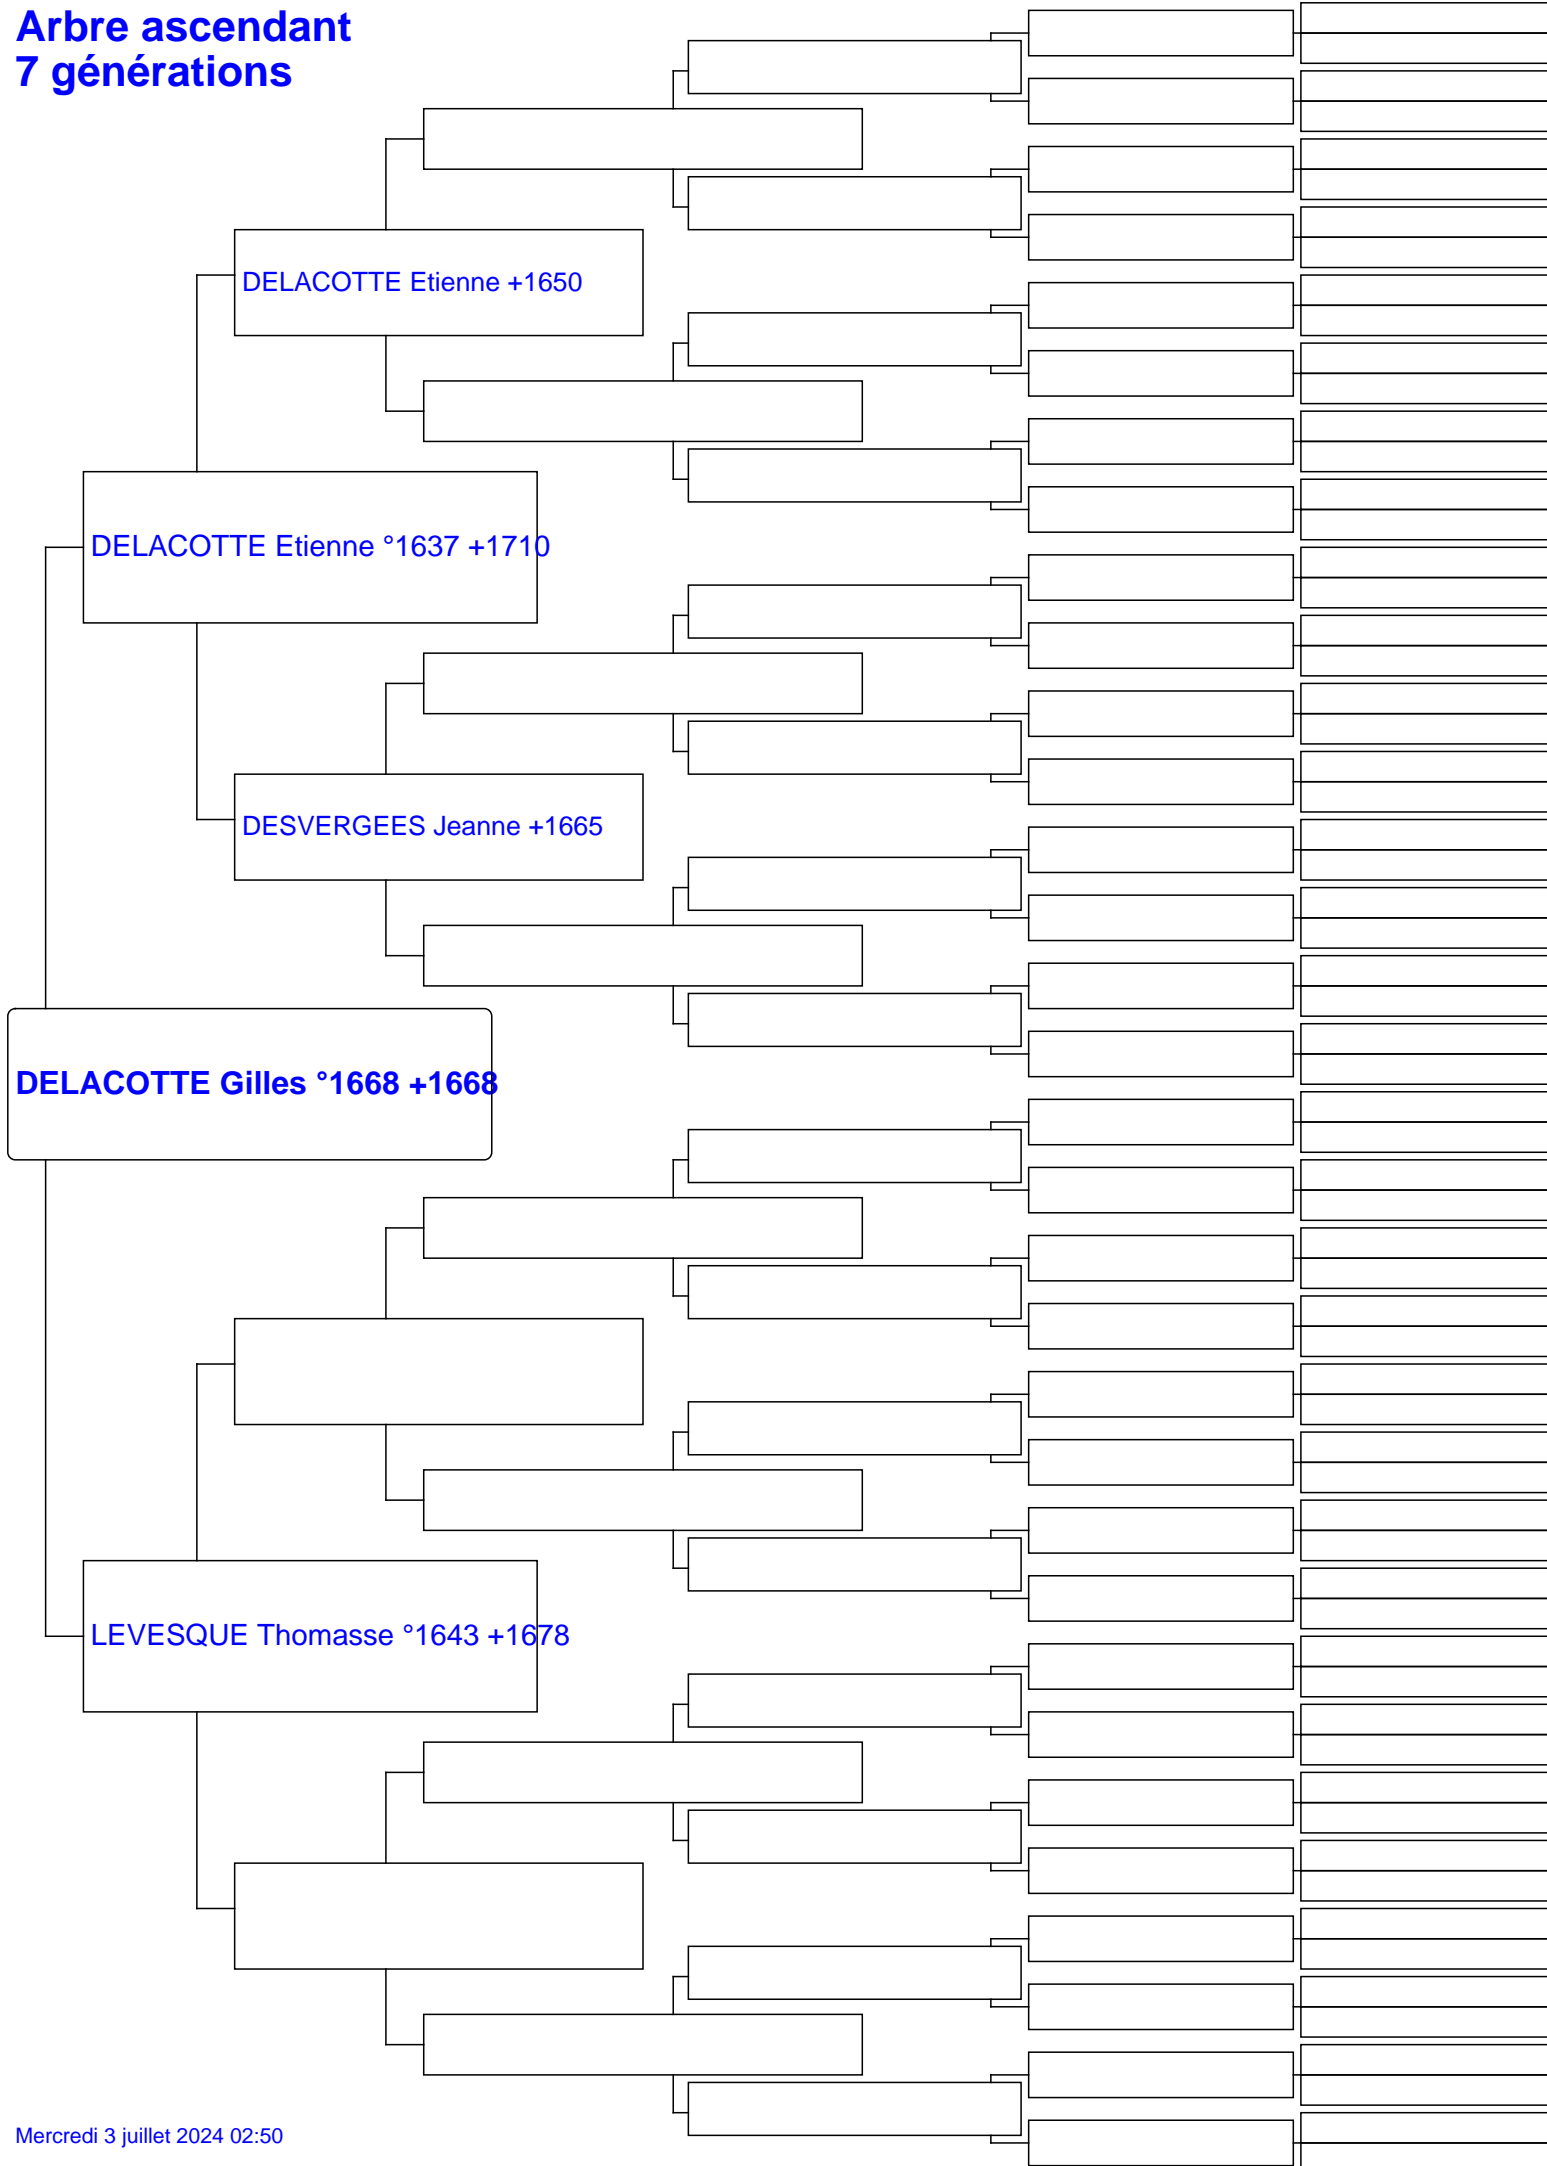 Arbre ascendant
7 générations
DELACOTTE Etienne +1650
DELACOTTE Etienne °1637 +1710
DESVERGEES Jeanne +1665
DELACOTTE Gilles °1668 +1668
LEVESQUE Thomasse °1643 +1678
Mercredi 3 juillet 2024 02:50